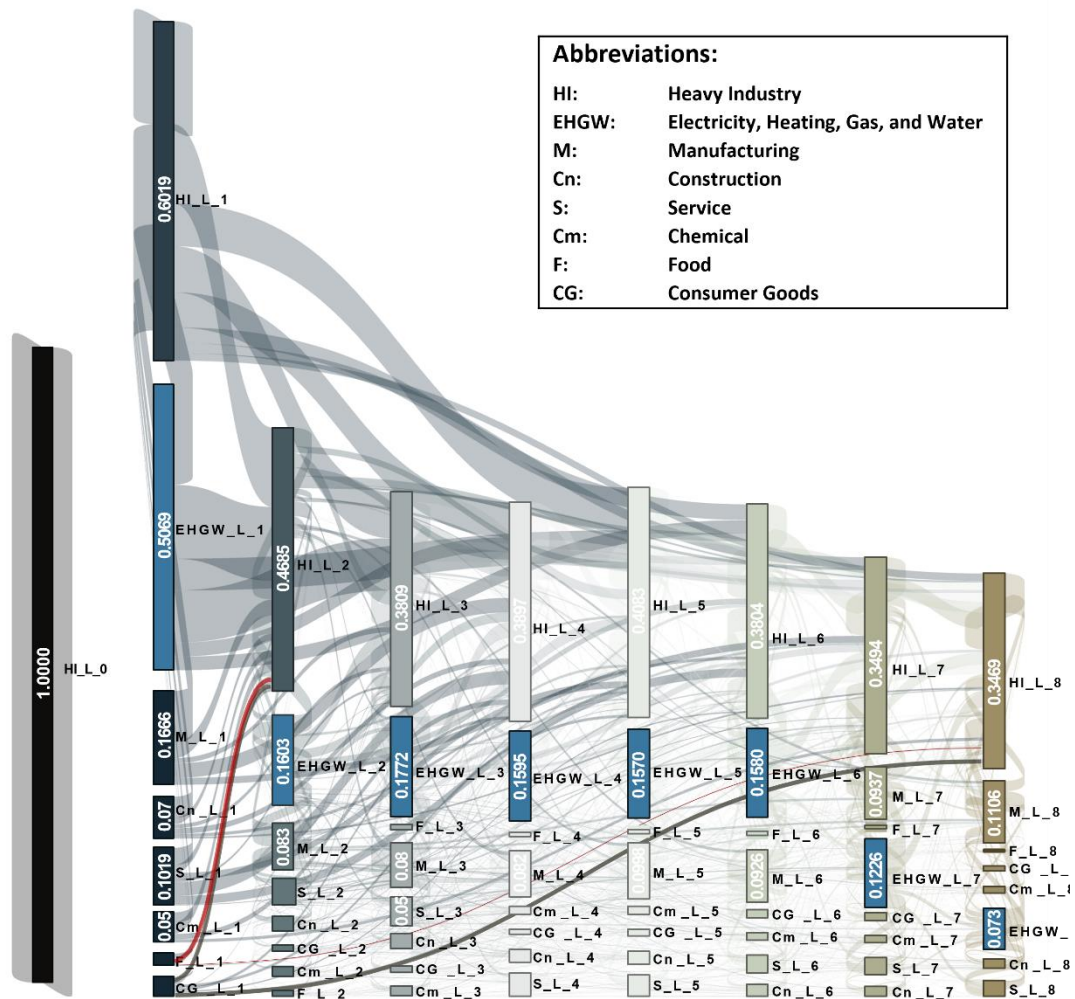 Abbreviations:
HI: Heavy Industry
EHGW: Electricity, Heating, Gas, and Water
M: Manufacturing
Cn: Construction
S: Service
Cm: Chemical
F: Food
CG: Consumer Goods
1.0000
HI_L_0
0.6019
HI_L_1
0.5069
EHGW_L_1
0.1666
M_L_1
0.07
Cn_L_1
0.1019
S_L_1
0.05
Cm_L_1
F_L_1
CG_L_1
0.4685
HI_L_2
0.1603
EHGW_L_2
0.083
M_L_2
S_L_2
Cn_L_2
CG_L_2
Cm_L_2
F_L_2
0.3809
HI_L_3
0.1772
EHGW_L_3
F_L_3
0.08
M_L_3
0.05
S_L_3
Cn_L_3
CG_L_3
Cm_L_3
0.3897
HI_L_4
0.1595
EHGW_L_4
F_L_4
M_L_4
Cm_L_4
CG_L_4
Cn_L_4
S_L_4
0.4083
HI_L_5
0.1570
EHGW_L_5
F_L_5
M_L_5
Cm_L_5
CG_L_5
Cn_L_5
S_L_5
0.3804
HI_L_6
0.1580
EHGW_L_6
F_L_6
0.0926
M_L_6
CG_L_6
Cm_L_6
S_L_6
Cn_L_6
0.3494
HI_L_7
0.0937
M_L_7
F_L_7
0.1226
EHGW_L_7
CG_L_7
Cm_L_7
S_L_7
Cn_L_7
0.3469
HI_L_8
0.1106
M_L_8
F_L_8
CG_L_
Cm_L_8
0.073
EHGW_
Cn_L_8
S_L_8